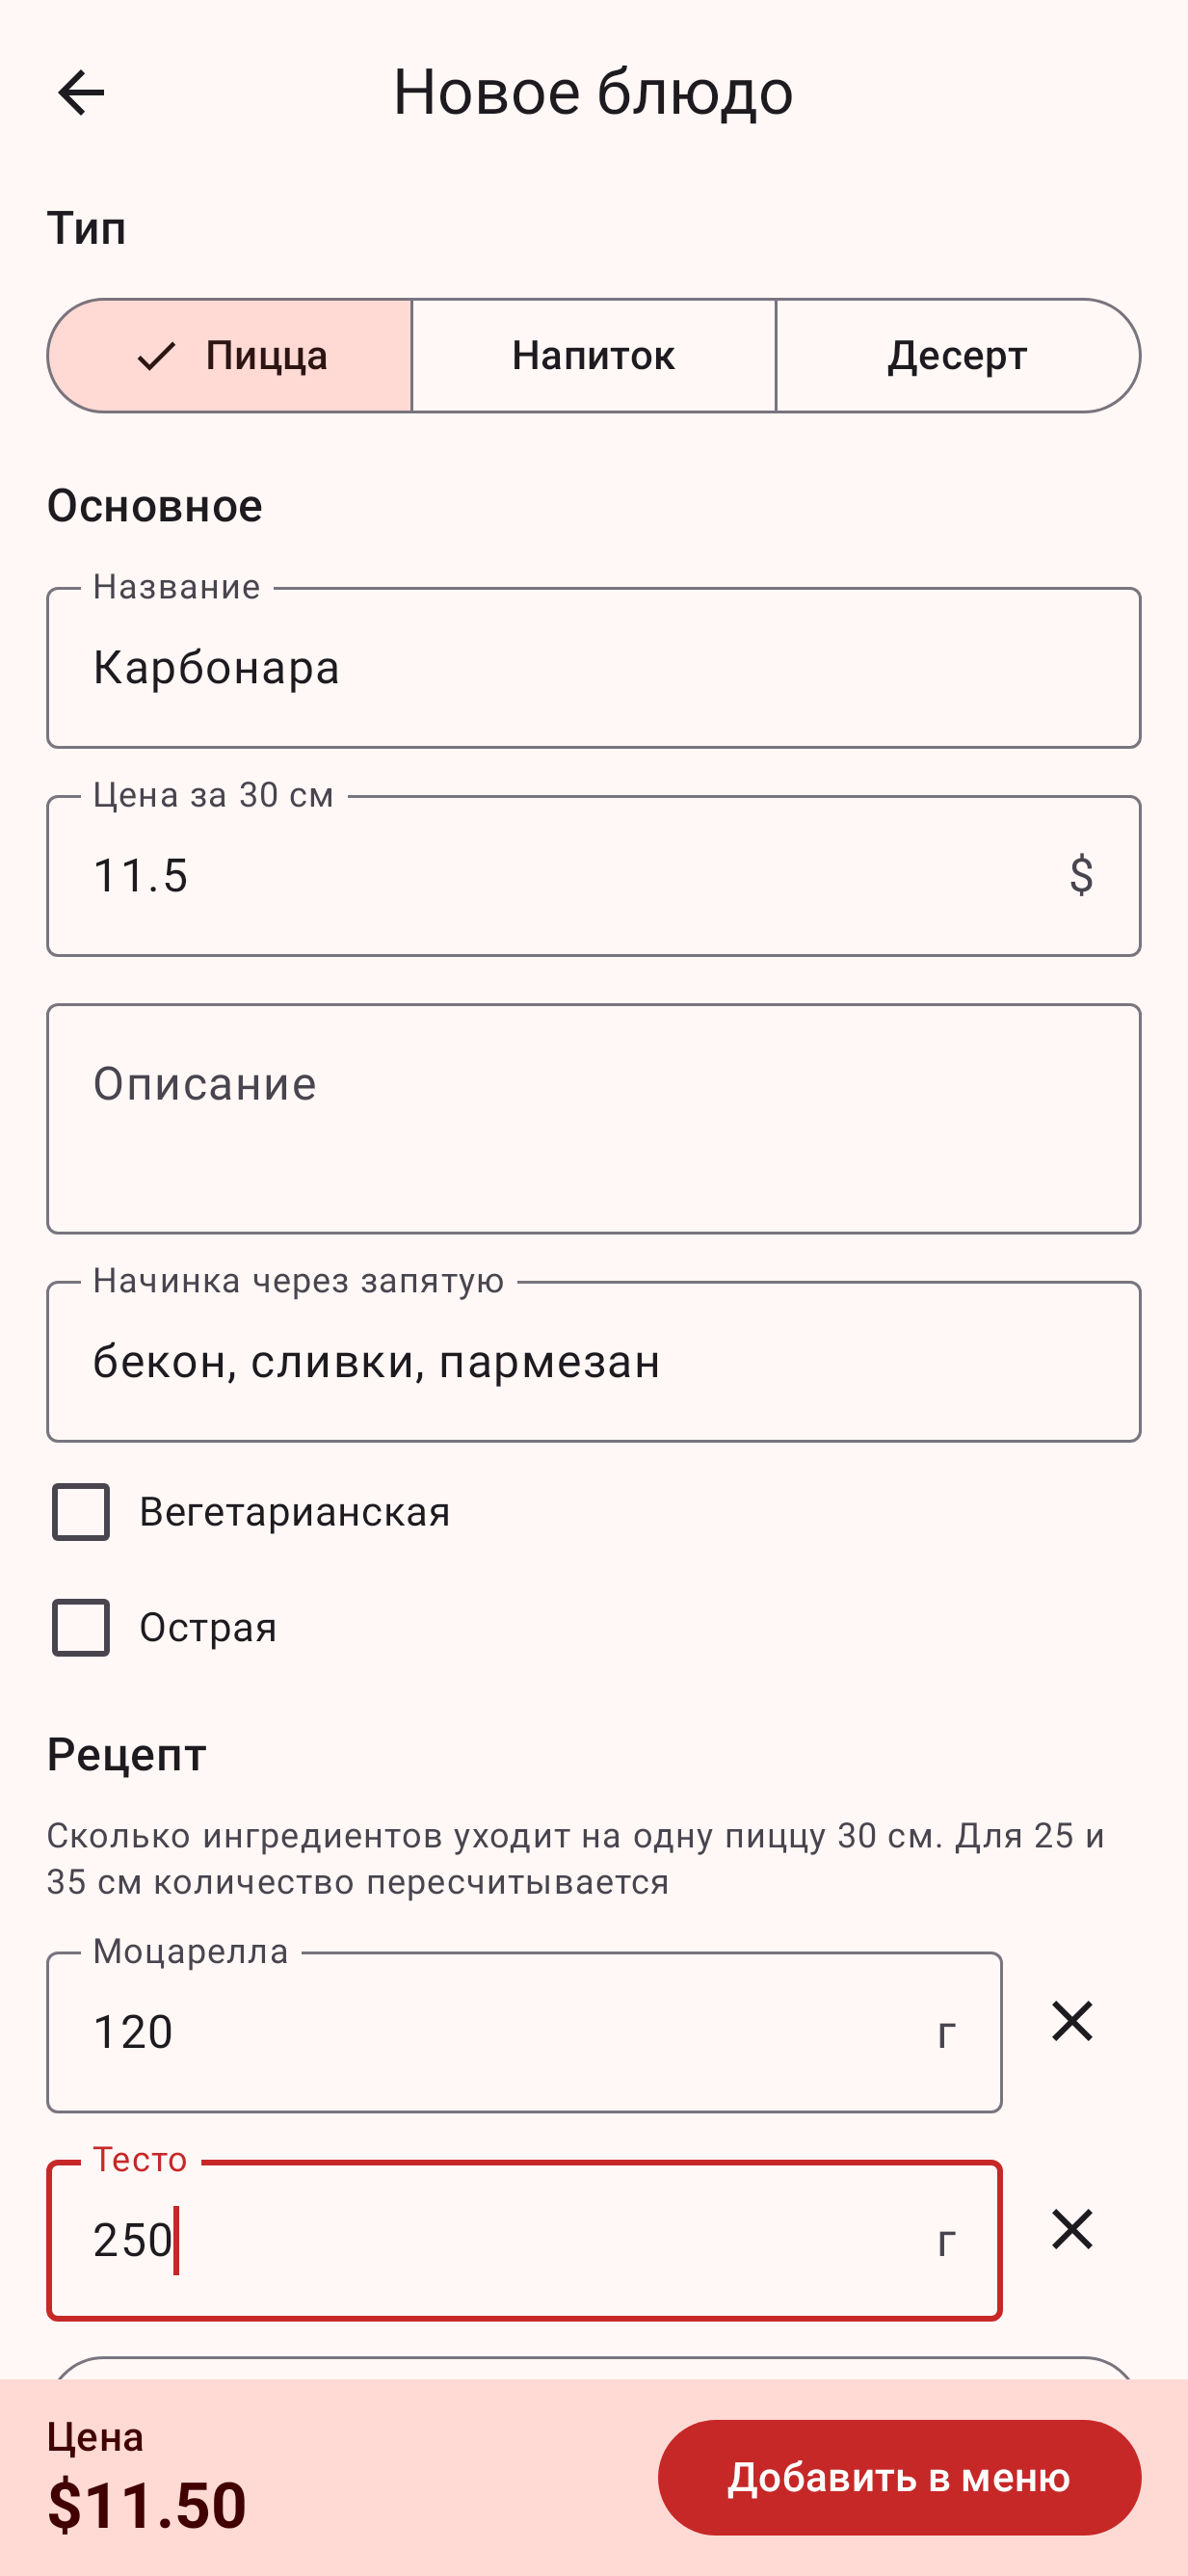 Новое блюдо
Тип
Пицца
Напиток
Десерт
Основное
Название
Карбонара
Цена за 30 см
11.5
$
Описание
Начинка через запятую
бекон, сливки, пармезан
Вегетарианская
Острая
Рецепт
Сколько ингредиентов уходит на одну пиццу 30 см. Для 25 и
35 см количество пересчитывается
Моцарелла
120
г
Тесто
250
г
Цена
$11.50
Добавить в меню